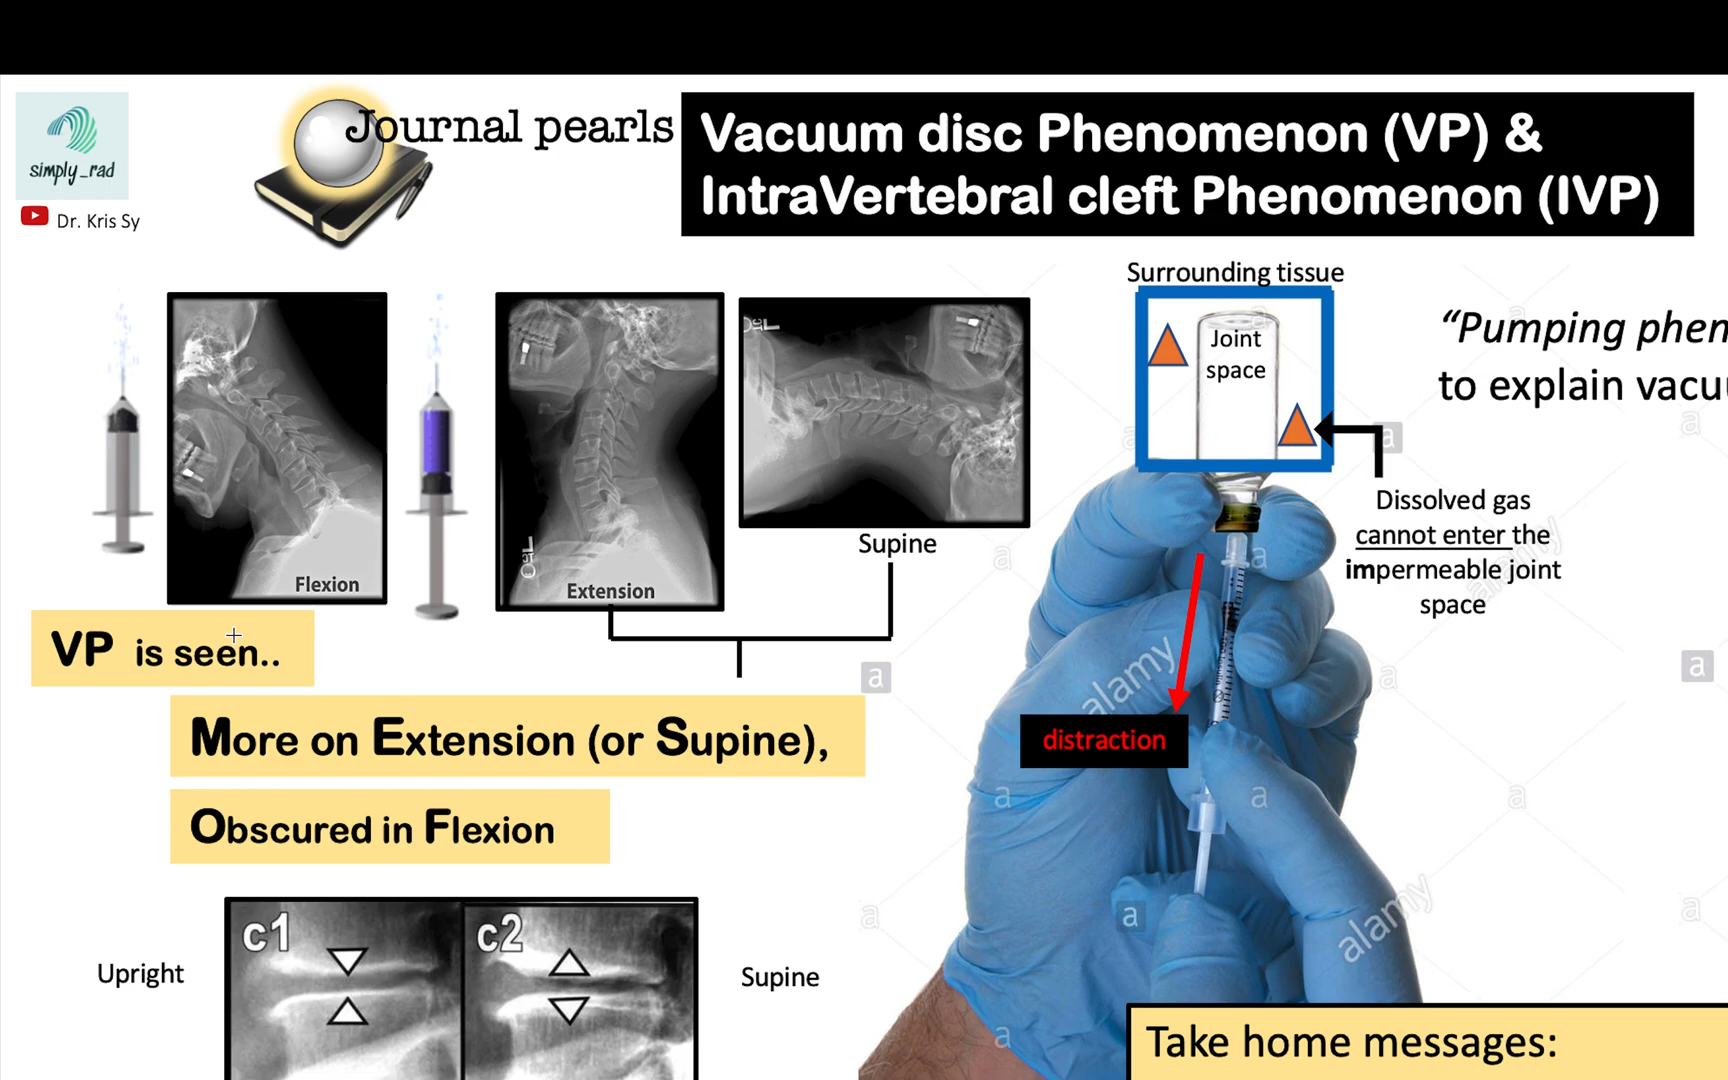 simply_rad
Dr. Kris Sy
Journal pearls
Vacuum disc Phenomenon (VP) &
IntraVertebral cleft Phenomenon (IVP)
Surrounding tissue
Joint
space
"Pumping phen
to explain vacu
Flexion
Extension
Supine
Dissolved gas
cannot enter the
impermeable joint
space
VP is seen..
More on Extension (or Supine),
Obscured in Flexion
distraction
alamy
alamy
alamy
a
a
a
a
a
a
a
a
a
a
a
a
Upright
c1
c2
Supine
Take home messages: